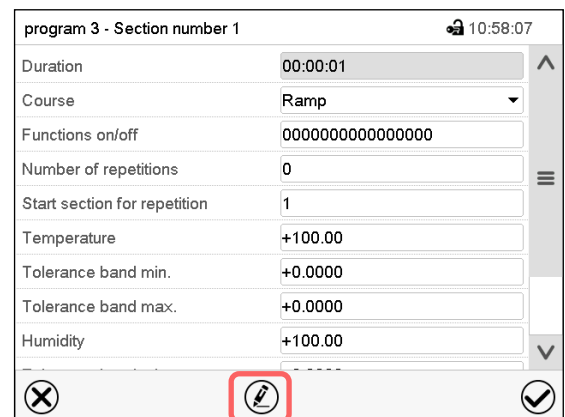 program 3 - Section number 1 10:58:07
Duration 00:00:01
Course Ramp
Functions on/off 0000000000000000
Number of repetitions 0
Start section for repetition 1
Temperature +100.00
Tolerance band min. +0.0000
Tolerance band max. +0.0000
Humidity +100.00